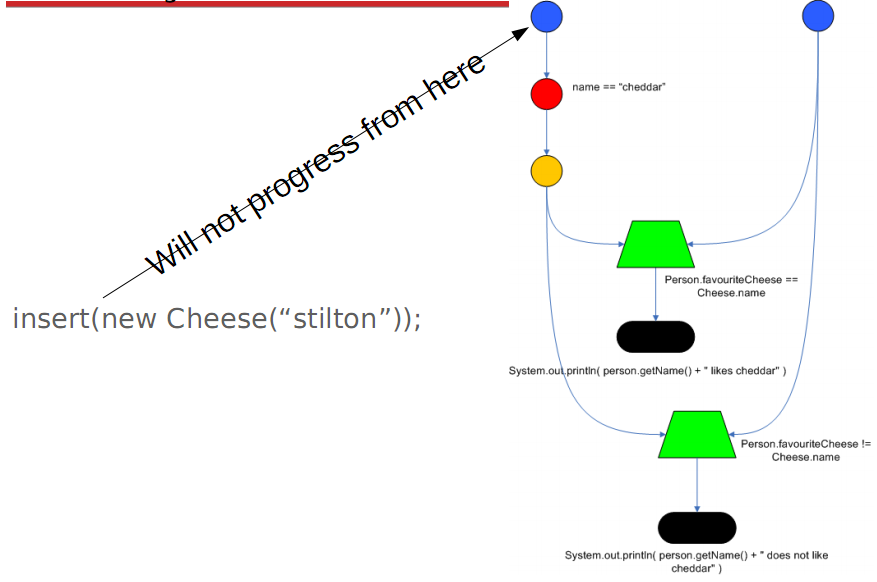 name == "cheddar"
Will not progress from here
insert(new Cheese(“stilton”));
Person.favouriteCheese ==
Cheese.name
System.out.println( person.getName() + " likes cheddar" )
Person.favouriteCheese !=
Cheese.name
System.out.println( person.getName() + " does not like
cheddar" )